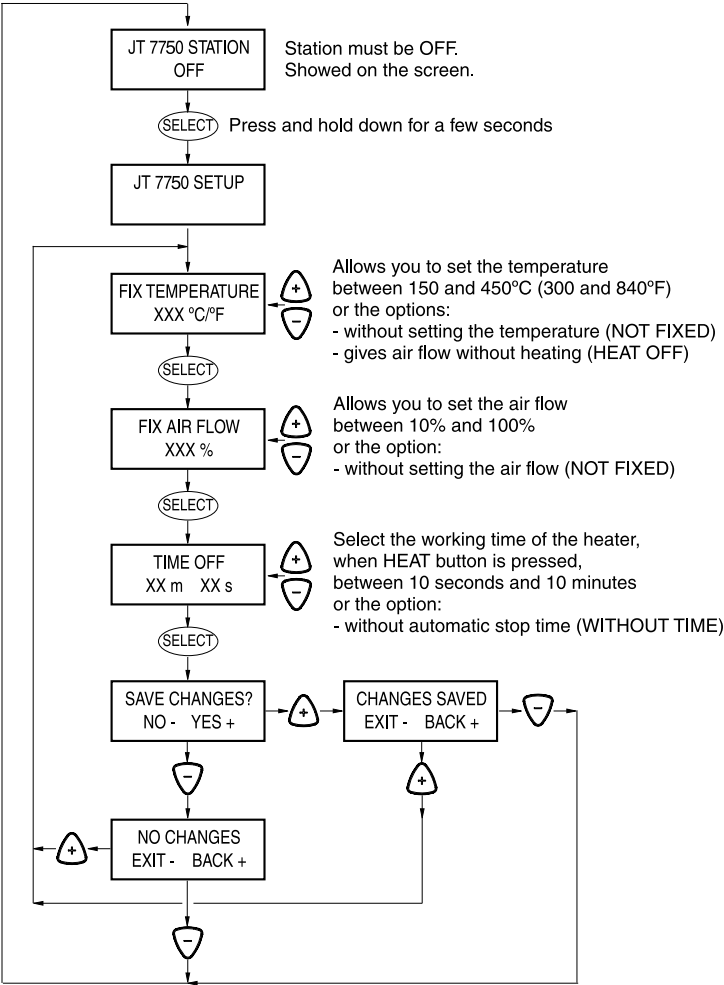 JT 7750 STATION
OFF
Station must be OFF.
Showed on the screen.
SELECT
Press and hold down for a few seconds
JT 7750 SETUP
FIX TEMPERATURE
XXX ºC/ºF
+
-
Allows you to set the temperature
between 150 and 450ºC (300 and 840ºF)
or the options:
- without setting the temperature (NOT FIXED)
- gives air flow without heating (HEAT OFF)
SELECT
FIX AIR FLOW
XXX %
+
-
Allows you to set the air flow
between 10% and 100%
or the option:
- without setting the air flow (NOT FIXED)
SELECT
TIME OFF
XX m XX s
+
-
Select the working time of the heater,
when HEAT button is pressed,
between 10 seconds and 10 minutes
or the option:
- without automatic stop time (WITHOUT TIME)
SELECT
SAVE CHANGES?
NO - YES +
+
CHANGES SAVED
EXIT - BACK +
-
-
+
NO CHANGES
EXIT - BACK +
+
-